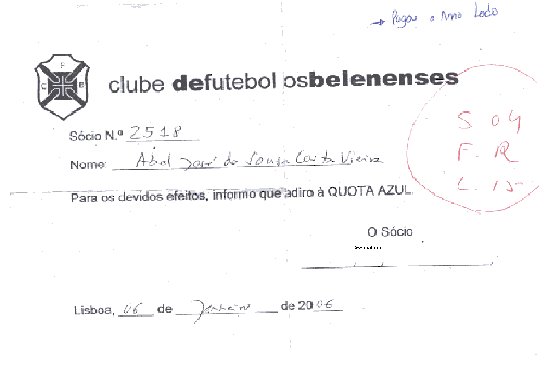 → Pagou o Ano todo
C F B
clube defutebol osbelenenses
S 04
F. R
L. 15
Sócio N.º 2518
Nome: Abel José de Sousa Costa Vieira
Para os devidos efeitos, informo que adiro à QUOTA AZUL
O Sócio
Lisboa, 06 de Janeiro de 2006